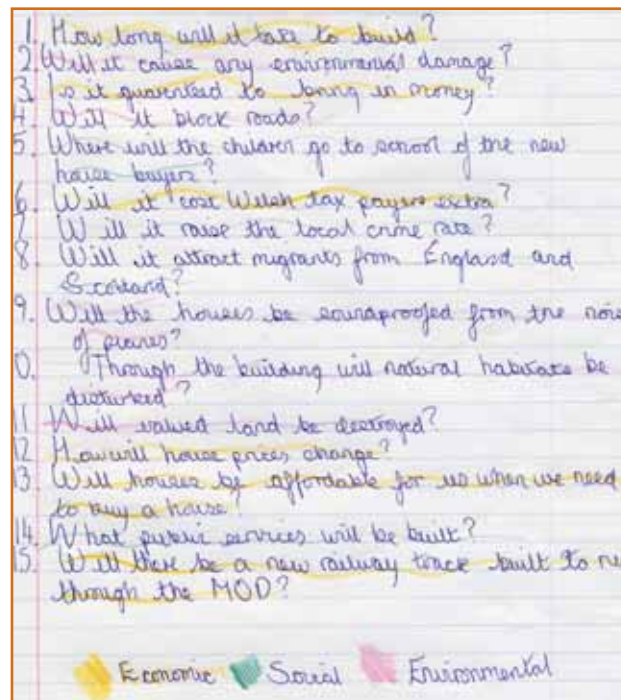 1. How long will it take to build?
2. Will it cause any environmental damage?
3. Is it guarenteed to bring in money?
4. Will it block roads?
5. Where will the children go to school of the new
house buyers?
6. Will it cost Welsh tax payers extra?
7. Will it raise the local crime rate?
8. Will it attract migrants from England and
Scotland?
9. Will the houses be soundproofed from the nois
of planes?
0. Through the building will natural habitats be
disturbed?
11 Will valued land be destroyed?
12 How will house prices change?
13. Will houses be affordable for us when we need
to buy a house?
14. What public services will be built?
15. Will there be a new railway track built to ru
through the MOD?
Economic Social Environmental